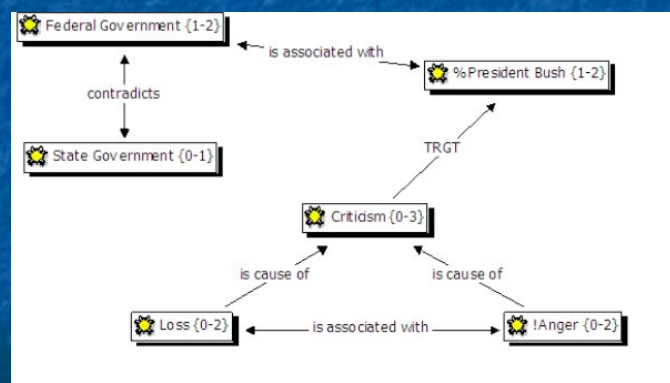 Federal Government {1-2}
is associated with
%President Bush {1-2}
contradicts
State Government {0-1}
TRGT
Criticism {0-3}
is cause of
is cause of
Loss {0-2}
is associated with
!Anger {0-2}